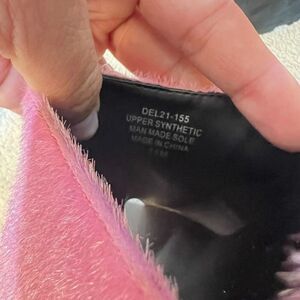 DEL21-155
UPPER SYNTHETIC
MAN MADE SOLE
MADE IN CHINA